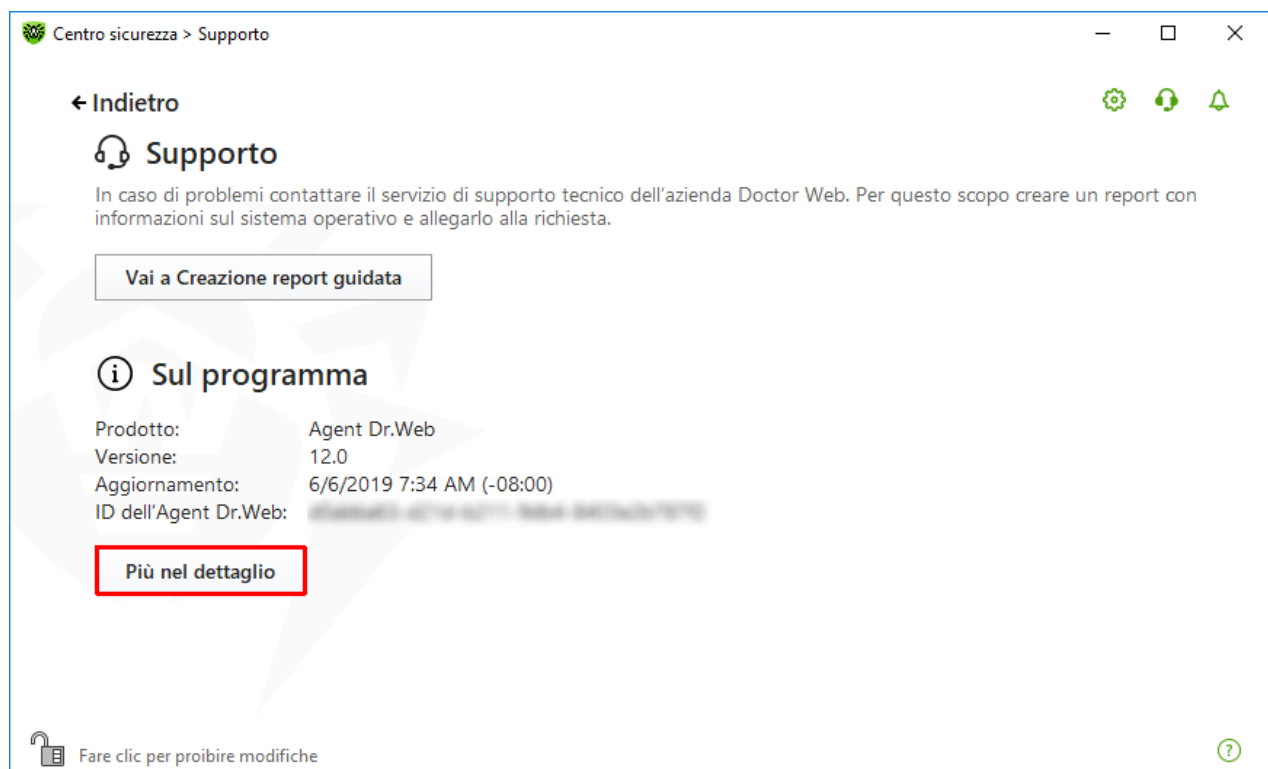 Centro sicurezza > Supporto
Indietro
Supporto
In caso di problemi contattare il servizio di supporto tecnico dell'azienda Doctor Web. Per questo scopo creare un report con
informazioni sul sistema operativo e allegarlo alla richiesta.
Vai a Creazione report guidata
Sul programma
Prodotto: Agent Dr.Web
Versione: 12.0
Aggiornamento: 6/6/2019 7:34 AM (-08:00)
ID dell'Agent Dr.Web:
Più nel dettaglio
Fare clic per proibire modifiche